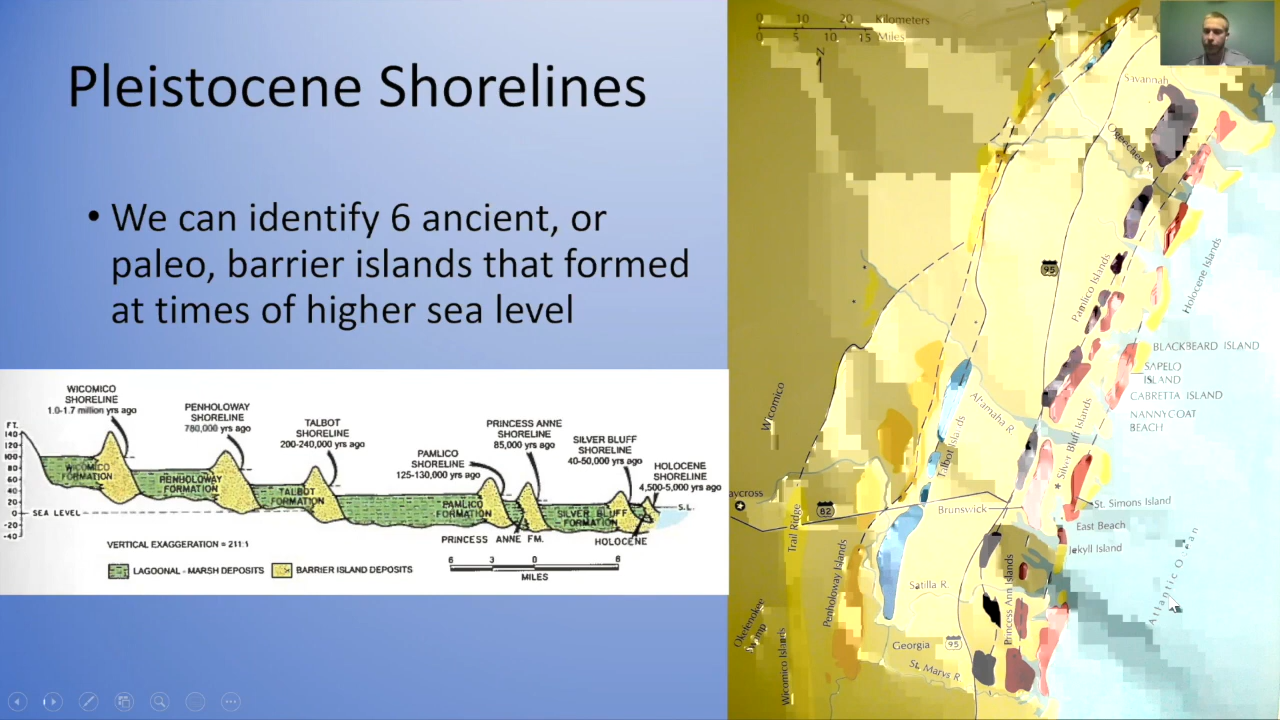 Pleistocene Shorelines
• We can identify 6 ancient, or
paleo, barrier islands that formed
at times of higher sea level
WICOMICO
SHORELINE
1.0-1.7 million yrs ago
PENHOLOWAY
SHORELINE
780,000 yrs ago
TALBOT
SHORELINE
200-240,000 yrs ago
PAMLICO
SHORELINE
125-130,000 yrs ago
PRINCESS ANNE
SHORELINE
85,000 yrs ago
SILVER BLUFF
SHORELINE
40-50,000 yrs ago
HOLOCENE
SHORELINE
4,500-5,000 yrs ago
FT.
140
120
100
80
60
40
20
0
-20
-40
WICOMICO
FORMATION
PENHOLOWAY
FORMATION
TALBOT
FORMATION
PAMLICO
FORMATION
SILVER BLUFF
FORMATION
SEA LEVEL
S.L.
PRINCESS ANNE FM.
HOLOCENE
VERTICAL EXAGGERATION = 211:1
LAGOONAL - MARSH DEPOSITS
BARRIER ISLAND DEPOSITS
6 3 0 6
MILES
0 10 20 Kilometers
0 5 10 15 Miles
N
Savannah
Ogeechee
95
Pamlico Islands
Holocene Islands
BLACKBEARD ISLAND
SAPELO
ISLAND
CABRETTA ISLAND
NANNYCOAT
BEACH
Wicomico
Altamaha R.
Talbot Islands
Silver Bluff Islands
aycross
82
Brunswick
St. Simons Island
East Beach
Jekyll Island
Trail Ridge
Penholoway Islands
Princess Ann Islands
Atlantic Ocean
Satilla R.
Okefenokee
Swamp
Wicomico Islands
Georgia
95
St. Marys R